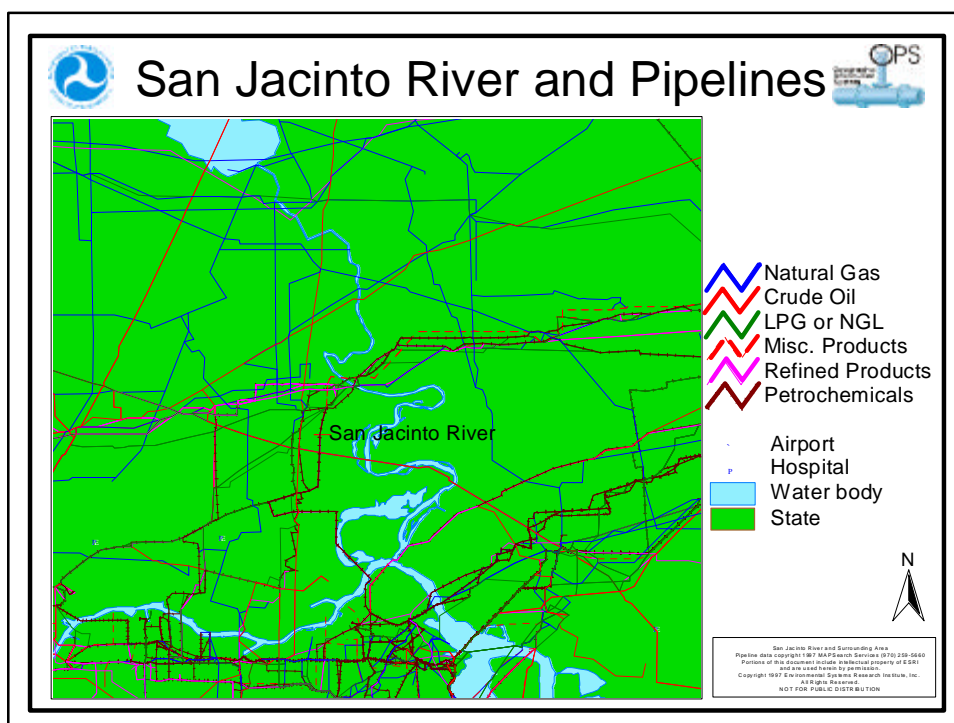 San Jacinto River and Pipelines
OPS
San Jacinto River
Natural Gas
Crude Oil
LPG or NGL
Misc. Products
Refined Products
Petrochemicals
Airport
P Hospital
Water body
State
N
San Jacinto River and Surrounding Area
Pipeline data copyright 1997 MAPSearch Services (970) 259-5660
Portions of this document include intellectual property of ESRI
and are used herein by permission.
Copyright 1997 Environmental Systems Research Institute, Inc.
All Rights Reserved.
NOT FOR PUBLIC DISTRIBUTION